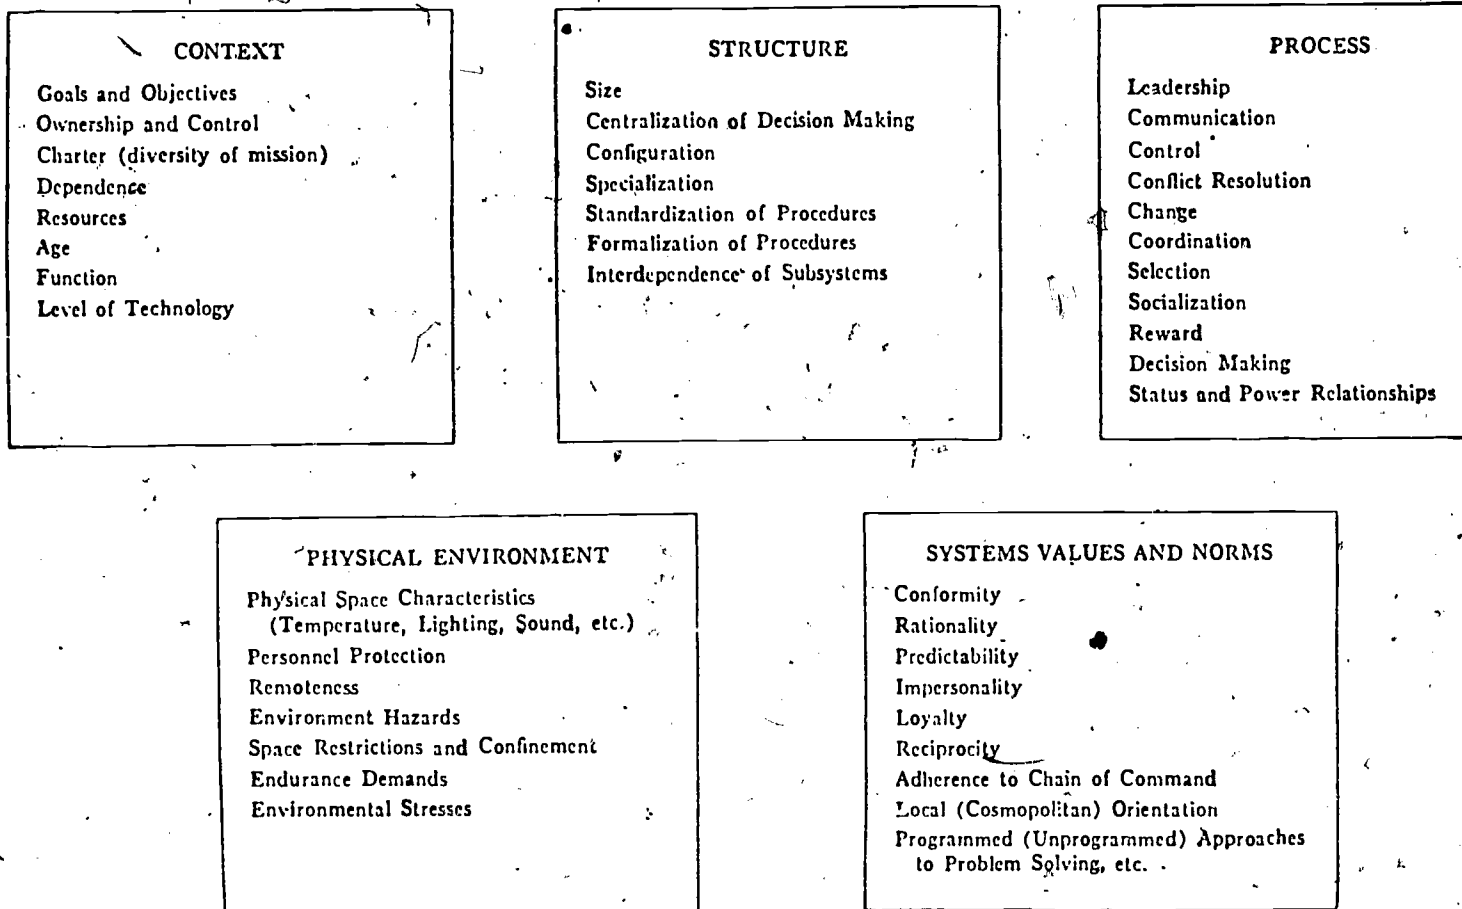 CONTEXT
Goals and Objectives
Ownership and Control
Charter (diversity of mission)
Dependence
Resources
Age
Function
Level of Technology
STRUCTURE
Size
Centralization of Decision Making
Configuration
Specialization
Standardization of Procedures
Formalization of Procedures
Interdependence of Subsystems
PROCESS
Leadership
Communication
Control
Conflict Resolution
Change
Coordination
Selection
Socialization
Reward
Decision Making
Status and Power Relationships
PHYSICAL ENVIRONMENT
Physical Space Characteristics
(Temperature, Lighting, Sound, etc.)
Personnel Protection
Remoteness
Environment Hazards
Space Restrictions and Confinement
Endurance Demands
Environmental Stresses
SYSTEMS VALUES AND NORMS
Conformity
Rationality
Predictability
Impersonality
Loyalty
Reciprocity
Adherence to Chain of Command
Local (Cosmopolitan) Orientation
Programmed (Unprogrammed) Approaches
to Problem Solving, etc.